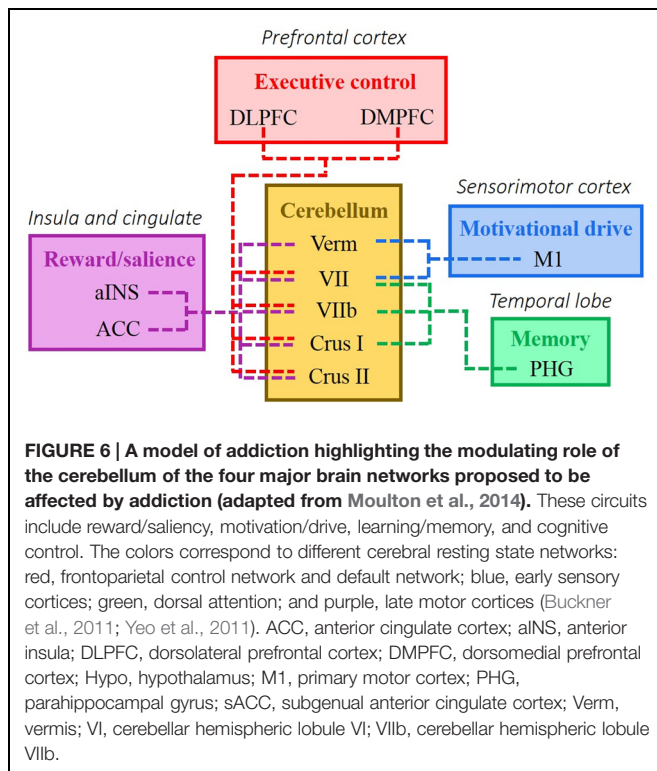 Prefrontal cortex
Executive control
DLPFC DMPFC
Sensorimotor cortex
Insula and cingulate
Cerebellum
Motivational drive
Reward/salience
Verm
M1
aINS
VII
Temporal lobe
ACC
VIIb
Memory
Crus I
PHG
Crus II
FIGURE 6 | A model of addiction highlighting the modulating role of
the cerebellum of the four major brain networks proposed to be
affected by addiction (adapted from Moulton et al., 2014). These circuits
include reward/saliency, motivation/drive, learning/memory, and cognitive
control. The colors correspond to different cerebral resting state networks:
red, frontoparietal control network and default network; blue, early sensory
cortices; green, dorsal attention; and purple, late motor cortices (Buckner
et al., 2011; Yeo et al., 2011). ACC, anterior cingulate cortex; aINS, anterior
insula; DLPFC, dorsolateral prefrontal cortex; DMPFC, dorsomedial prefrontal
cortex; Hypo, hypothalamus; M1, primary motor cortex; PHG,
parahippocampal gyrus; sACC, subgenual anterior cingulate cortex; Verm,
vermis; VI, cerebellar hemispheric lobule VI; VIIb, cerebellar hemispheric lobule
VIIb.